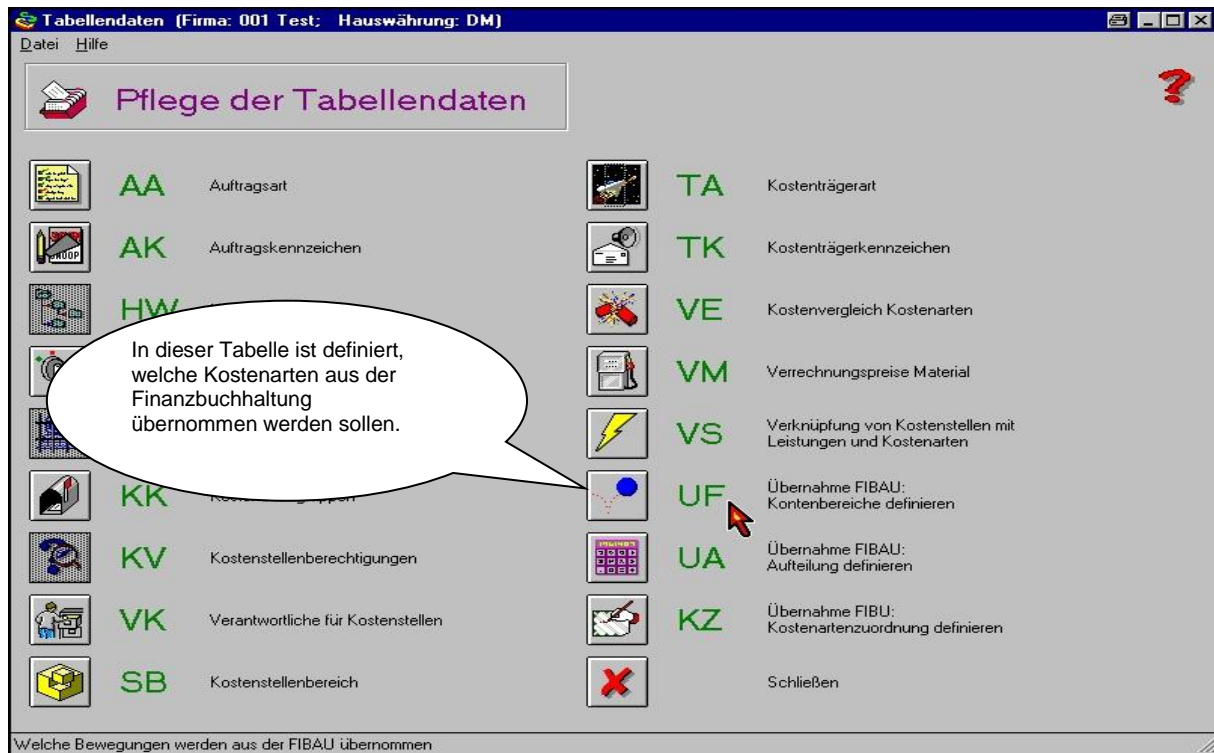 Tabellendaten (Firma: 001 Test; Hauswährung: DM)
Datei Hilfe
Pflege der Tabellendaten
AA Auftragsart
AK Auftragskennzeichen
HW
In dieser Tabelle ist definiert,
welche Kostenarten aus der
Finanzbuchhaltung
übernommen werden sollen.
KK
KV Kostenstellenberechtigungen
VK Verantwortliche für Kostenstellen
SB Kostenstellenbereich
TA Kostenträgerart
TK Kostenträgerkennzeichen
VE Kostenvergleich Kostenarten
VM Verrechnungspreise Material
VS Verknüpfung von Kostenstellen mit
Leistungen und Kostenarten
UF Übernahme FIBAU:
Kontenbereiche definieren
UA Übernahme FIBAU:
Aufteilung definieren
KZ Übernahme FIBU:
Kostenartenzuordnung definieren
Schließen
Welche Bewegungen werden aus der FIBAU übernommen